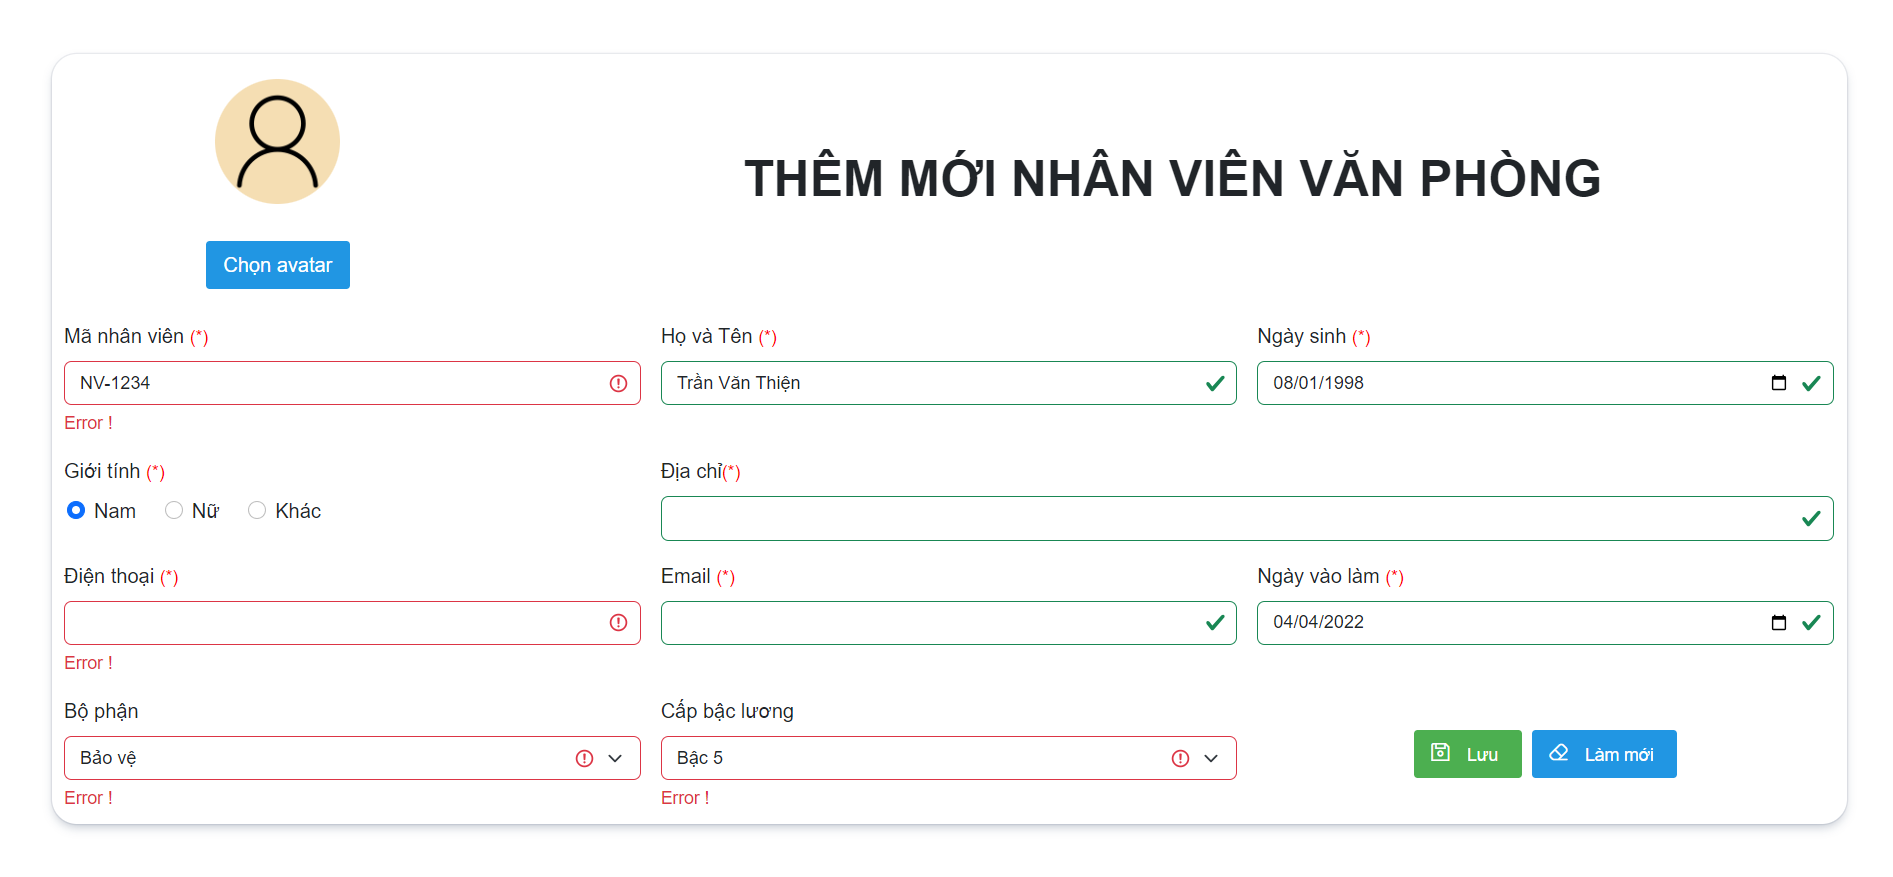 THÊM MỚI NHÂN VIÊN VĂN PHÒNG
Chọn avatar
Mã nhân viên (*)
Họ và Tên (*)
Ngày sinh (*)
NV-1234
Trần Văn Thiện
08/01/1998
Error !
Giới tính (*)
Địa chỉ(*)
Nam
Nữ
Khác
Điện thoại (*)
Email (*)
Ngày vào làm (*)
04/04/2022
Error !
Bộ phận
Cấp bậc lương
Bảo vệ
Bậc 5
Lưu
Làm mới
Error !
Error !